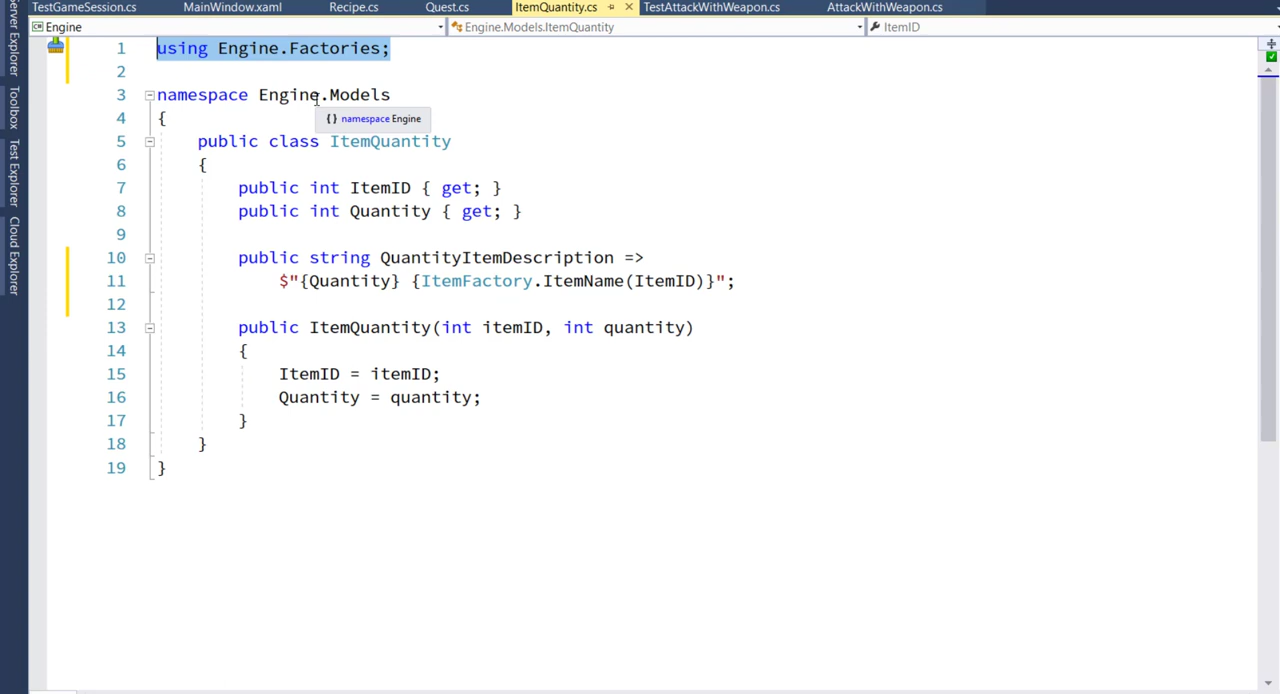 TestGameSession.cs MainWindow.xaml Recipe.cs Quest.cs ItemQuantity.cs TestAttackWithWeapon.cs AttackWithWeapon.cs
Engine Engine.Models.ItemQuantity ItemID
Server Explorer
Toolbox
Test Explorer
Cloud Explorer
1 using Engine.Factories;
2
3 namespace Engine.Models
4 {
{} namespace Engine
5 public class ItemQuantity
6 {
7 public int ItemID { get; }
8 public int Quantity { get; }
9
10 public string QuantityItemDescription =>
11 $"{Quantity} {ItemFactory.ItemName(ItemID)}";
12
13 public ItemQuantity(int itemID, int quantity)
14 {
15 ItemID = itemID;
16 Quantity = quantity;
17 }
18 }
19 }